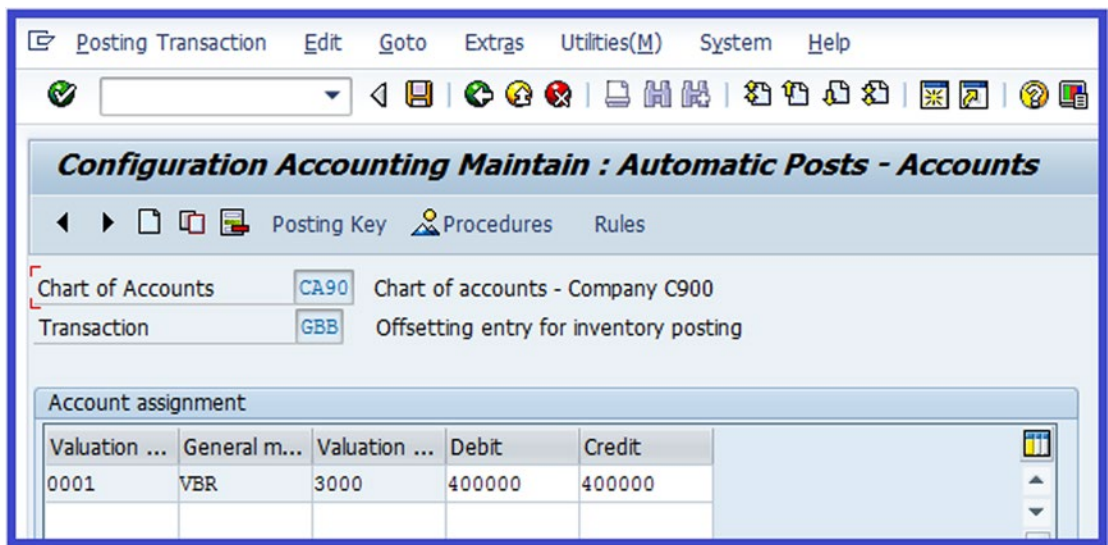 Posting Transaction Edit Goto Extras Utilities(M) System Help
Configuration Accounting Maintain : Automatic Posts - Accounts
Posting Key Procedures Rules
Chart of Accounts CA90 Chart of accounts - Company C900
Transaction GBB Offsetting entry for inventory posting
Account assignment
Valuation ... General m... Valuation ... Debit Credit
0001 VBR 3000 400000 400000